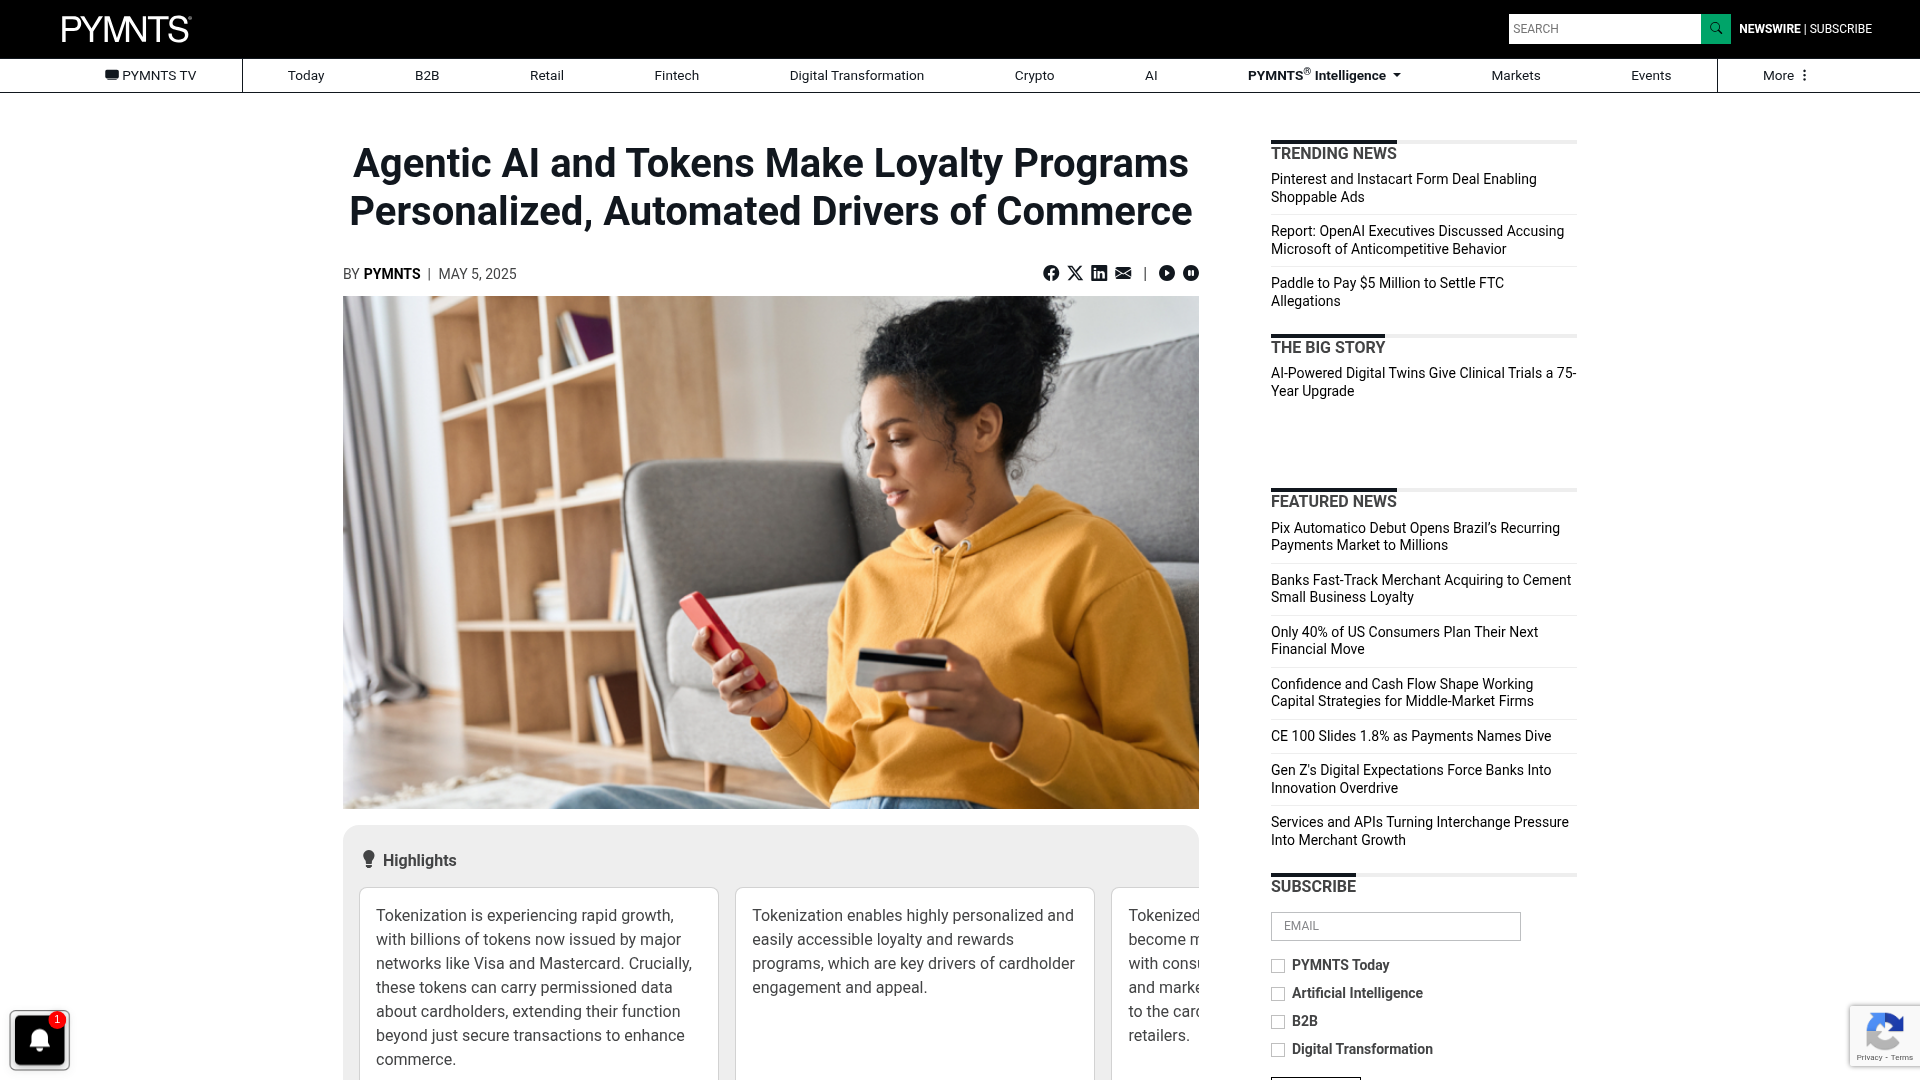 PYMNTS
SEARCH
NEWSWIRE | SUBSCRIBE
PYMNTS TV
Today
B2B
Retail
Fintech
Digital Transformation
Crypto
AI
PYMNTS® Intelligence
Markets
Events
More
Agentic AI and Tokens Make Loyalty Programs
Personalized, Automated Drivers of Commerce
BY PYMNTS | MAY 5, 2025
|
Highlights
Tokenization is experiencing rapid growth,
with billions of tokens now issued by major
networks like Visa and Mastercard. Crucially,
these tokens can carry permissioned data
about cardholders, extending their function
beyond just secure transactions to enhance
commerce.
Tokenization enables highly personalized and
easily accessible loyalty and rewards
programs, which are key drivers of cardholder
engagement and appeal.
Tokenized
become m
with consu
and marke
to the card
retailers.
TRENDING NEWS
Pinterest and Instacart Form Deal Enabling
Shoppable Ads
Report: OpenAI Executives Discussed Accusing
Microsoft of Anticompetitive Behavior
Paddle to Pay $5 Million to Settle FTC
Allegations
THE BIG STORY
AI-Powered Digital Twins Give Clinical Trials a 75-
Year Upgrade
FEATURED NEWS
Pix Automatico Debut Opens Brazil’s Recurring
Payments Market to Millions
Banks Fast-Track Merchant Acquiring to Cement
Small Business Loyalty
Only 40% of US Consumers Plan Their Next
Financial Move
Confidence and Cash Flow Shape Working
Capital Strategies for Middle-Market Firms
CE 100 Slides 1.8% as Payments Names Dive
Gen Z's Digital Expectations Force Banks Into
Innovation Overdrive
Services and APIs Turning Interchange Pressure
Into Merchant Growth
SUBSCRIBE
EMAIL
PYMNTS Today
Artificial Intelligence
B2B
Digital Transformation
1
Privacy - Terms